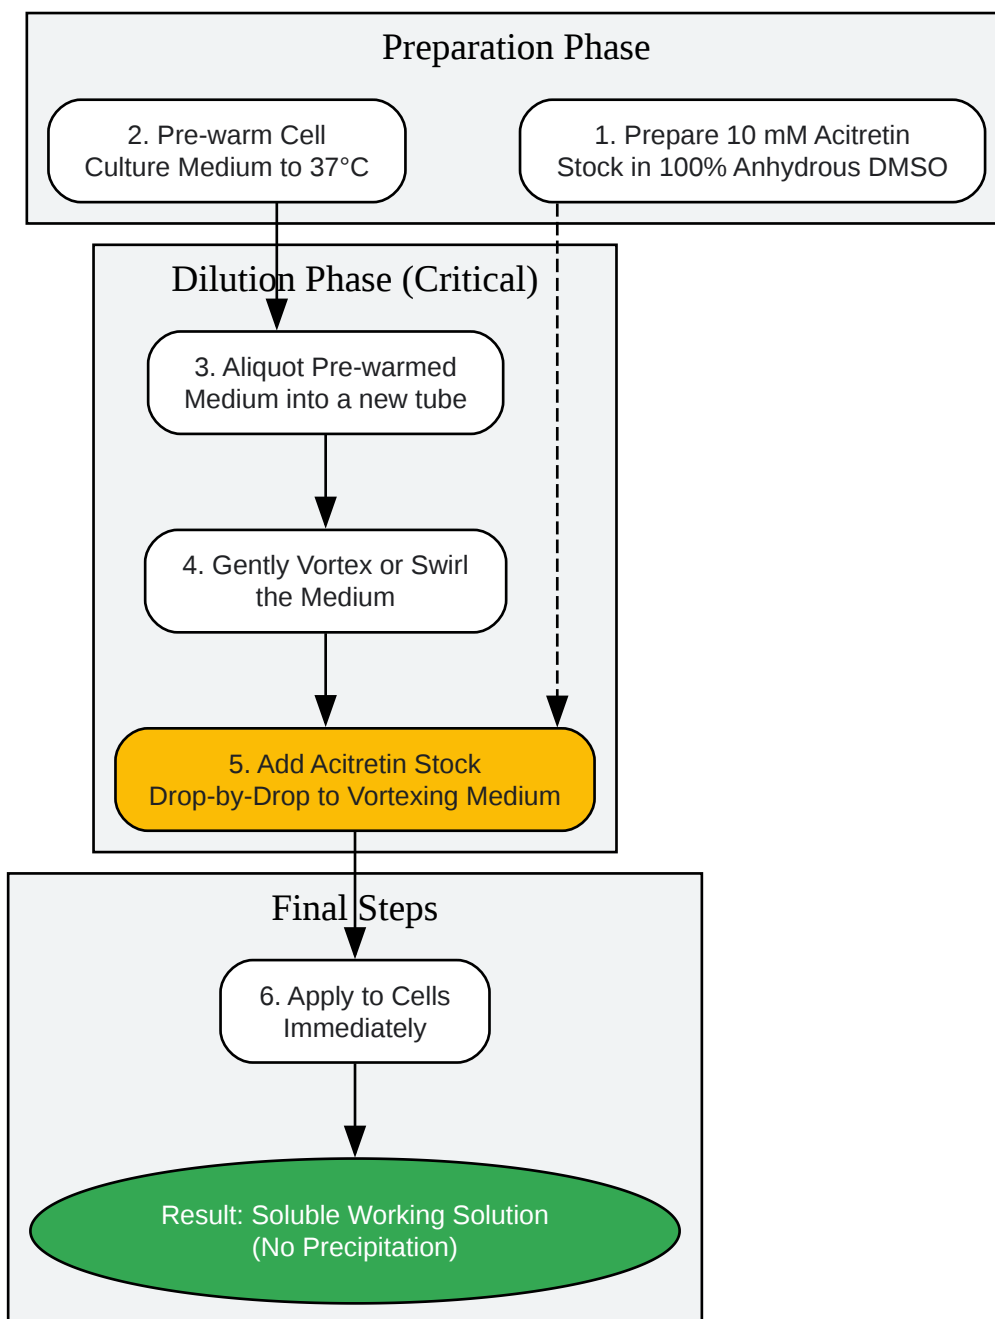 Preparation Phase
2. Pre-warm Cell
Culture Medium to 37°C
1. Prepare 10 mM Acitretin
Stock in 100% Anhydrous DMSO
Dilution Phase (Critical)
3. Aliquot Pre-warmed
Medium into a new tube
4. Gently Vortex or Swirl
the Medium
5. Add Acitretin Stock
Drop-by-Drop to Vortexing Medium
Final Steps
6. Apply to Cells
Immediately
Result: Soluble Working Solution
(No Precipitation)